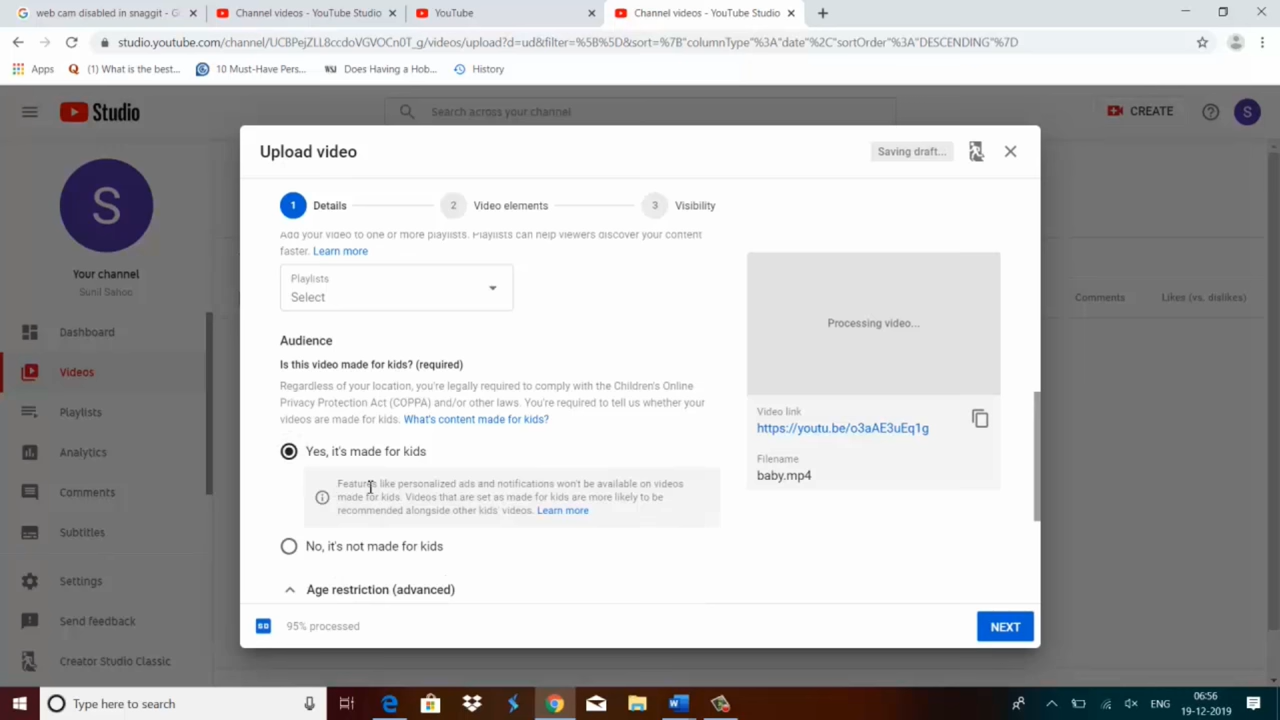 web cam disabled in snaggit - G
Channel videos - YouTube Studio
YouTube
Channel videos - YouTube Studio
studio.youtube.com/channel/UCBPejZLL8ccdoVGVOCn0T_g/videos/upload?d=ud&filter=%5B%5D&sort=%7B"columnType"%3A"date"%2C"sortOrder"%3A"DESCENDING"%7D
Apps
(1) What is the best...
10 Must-Have Pers...
Does Having a Hob...
History
Studio
Search across your channel
CREATE
S
S
Your channel
Sunil Sahoo
Dashboard
Videos
Playlists
Analytics
Comments
Subtitles
Settings
Send feedback
Creator Studio Classic
Comments
Likes (vs. dislikes)
Upload video
Saving draft...
1 Details
2 Video elements
3 Visibility
Add your video to one or more playlists. Playlists can help viewers discover your content
faster. Learn more
Playlists
Select
Audience
Is this video made for kids? (required)
Regardless of your location, you're legally required to comply with the Children's Online
Privacy Protection Act (COPPA) and/or other laws. You're required to tell us whether your
videos are made for kids. What's content made for kids?
Yes, it's made for kids
Features like personalized ads and notifications won't be available on videos
made for kids. Videos that are set as made for kids are more likely to be
recommended alongside other kids' videos. Learn more
No, it's not made for kids
Age restriction (advanced)
Processing video...
Video link
https://youtu.be/o3aAE3uEq1g
Filename
baby.mp4
SD
95% processed
NEXT
Type here to search
ENG
06:56
19-12-2019